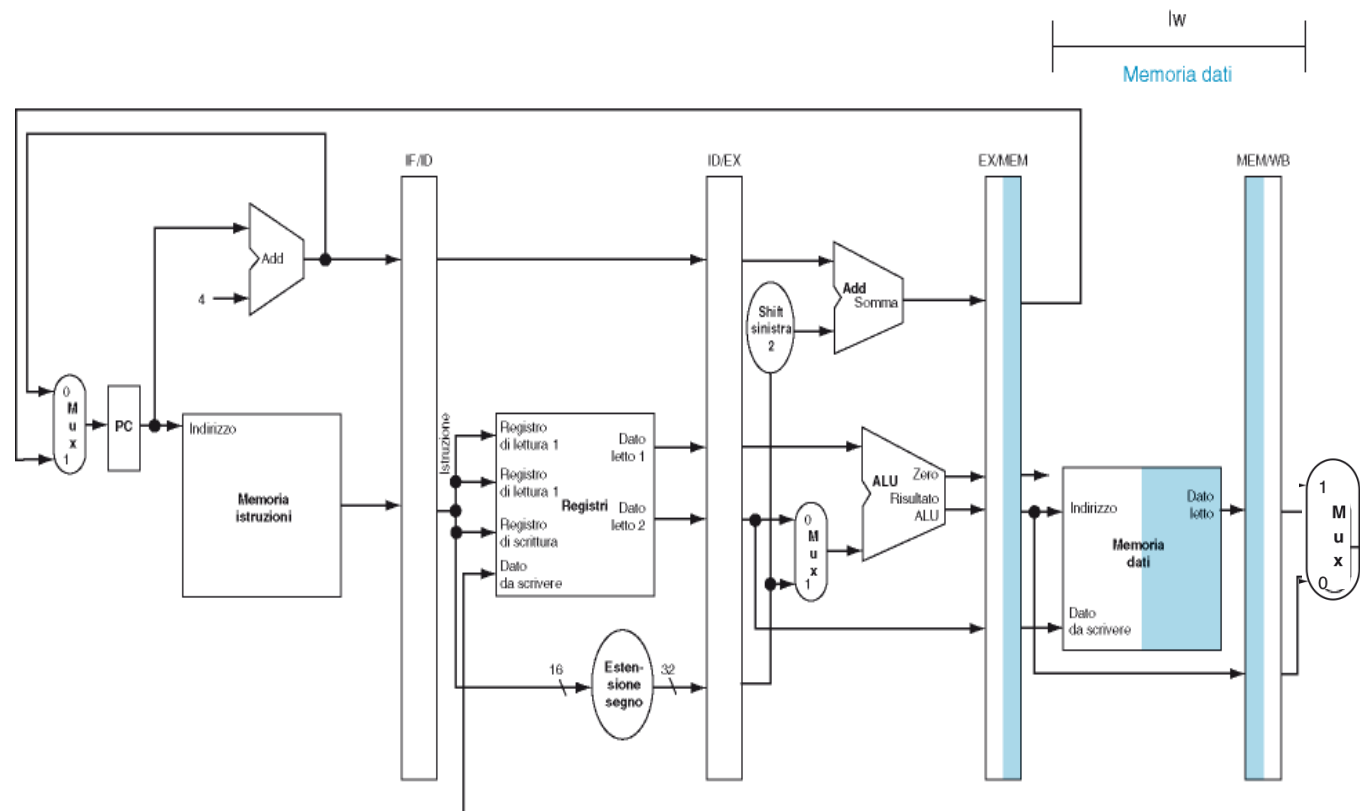 lw
Memoria dati
IF/ID
ID/EX
EX/MEM
MEM/WB
Add
4
Add
Somma
Shift
sinistra
2
0
M
u
x
1
PC
Indirizzo
Memoria
istruzioni
Istruzione
Registro
di lettura 1
Registro
di lettura 1
Registro
di scrittura
Dato
da scrivere
Registri
Dato
letto 1
Dato
letto 2
16
Esten-
sione
segno
32
0
M
u
x
1
ALU
Zero
Risultato
ALU
Indirizzo
Dato
letto
Memoria
dati
Dato
da scrivere
1
M
u
x
0